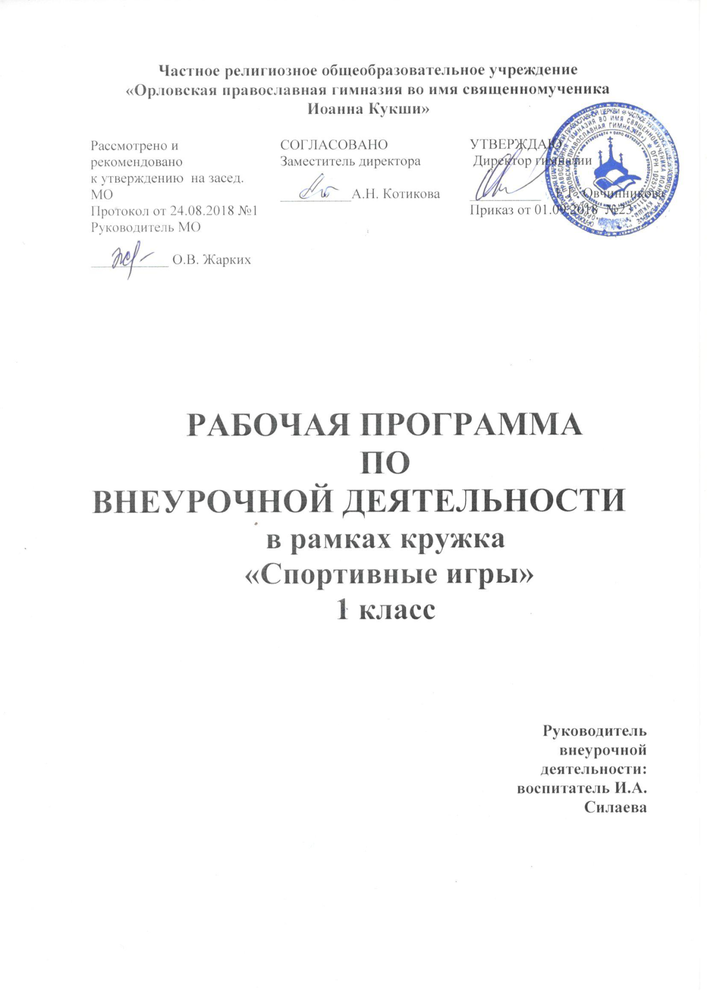 Частное религиозное общеобразовательное учреждение
«Орловская православная гимназия во имя священномученика
Иоанна Кукши»
Рассмотрено и
рекомендовано
к утверждению на засед.
МО
Протокол от 24.08.2018 №1
Руководитель МО
____________ О.В. Жарких
СОГЛАСОВАНО
Заместитель директора
___________А.Н. Котикова
УТВЕРЖДАЮ
Директор гимназии
___________ Овчинникова
Приказ от 01.09.2018 №23
РАБОЧАЯ ПРОГРАММА
ПО
ВНЕУРОЧНОЙ ДЕЯТЕЛЬНОСТИ
в рамках кружка
«Спортивные игры»
1 класс
Руководитель
внеурочной
деятельности:
воспитатель И.А.
Силаева